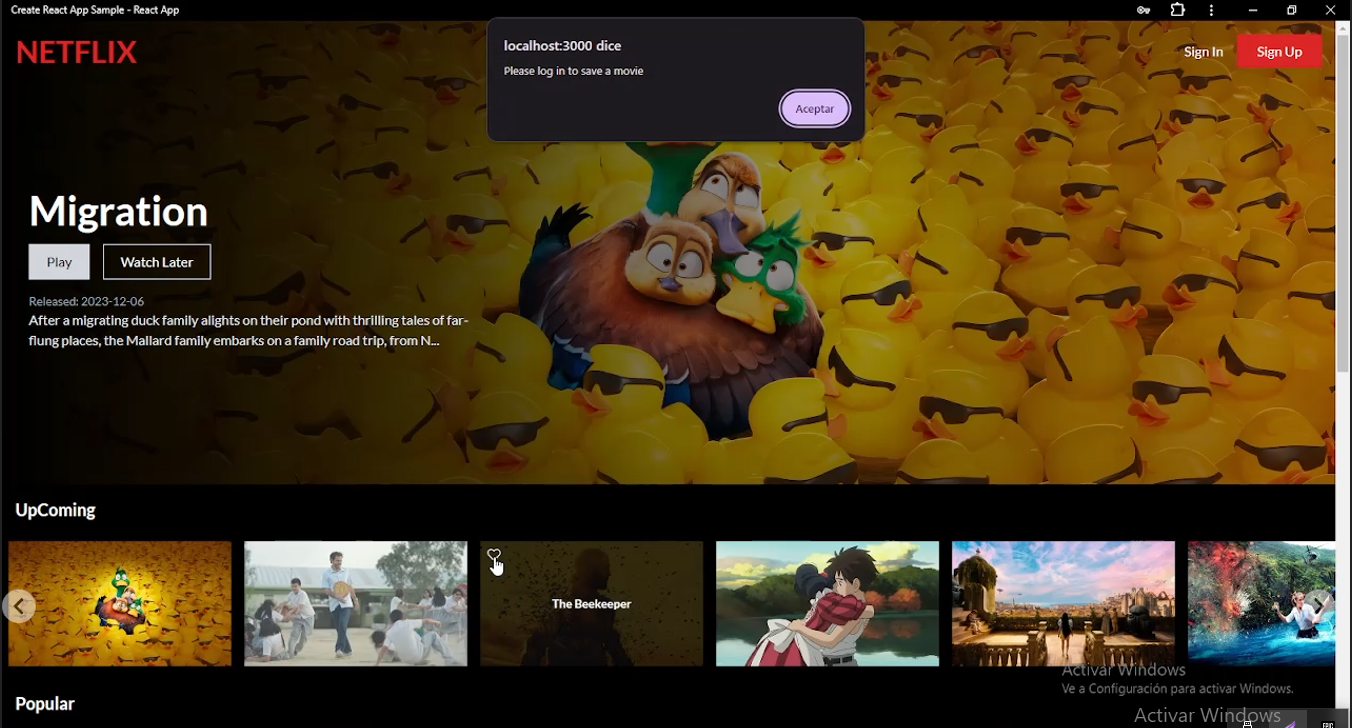 Create React App Sample - React App
NETFLIX
Sign In
Sign Up
localhost:3000 dice
Please log in to save a movie
Aceptar
Migration
Play
Watch Later
Released: 2023-12-06
After a migrating duck family alights on their pond with thrilling tales of far-
flung places, the Mallard family embarks on a family road trip, from N...
UpComing
The Beekeeper
Activar Windows
Ve a Configuración para activar Windows.
Popular
Activar Windows
EPIC